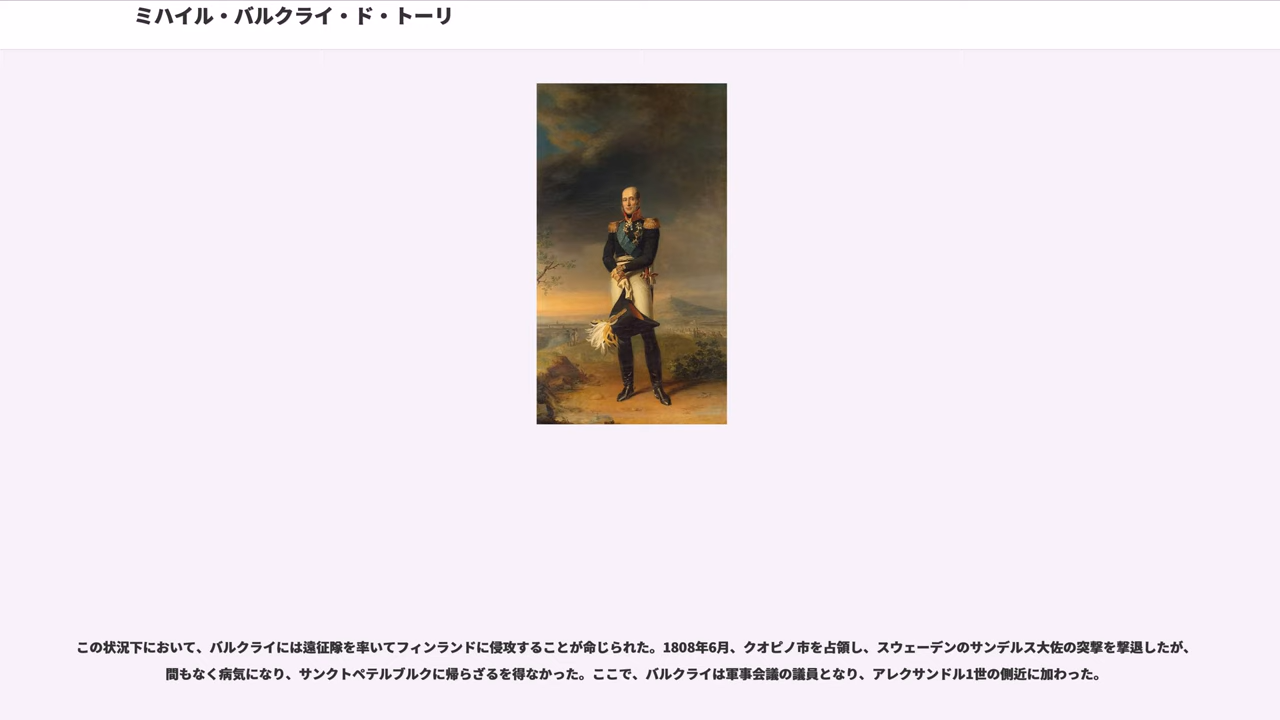 ミハイル・バルクライ・ド・トーリ
この状況下において、バルクライには遠征隊を率いてフィンランドに侵攻することが命じられた。1808年6月、クオピノ市を占領し、スウェーデンのサンデルス大佐の突撃を撃退したが、
間もなく病気になり、サンクトペテルブルクに帰らざるを得なかった。ここで、バルクライは軍事会議の議員となり、アレクサンドル1世の側近に加わった。